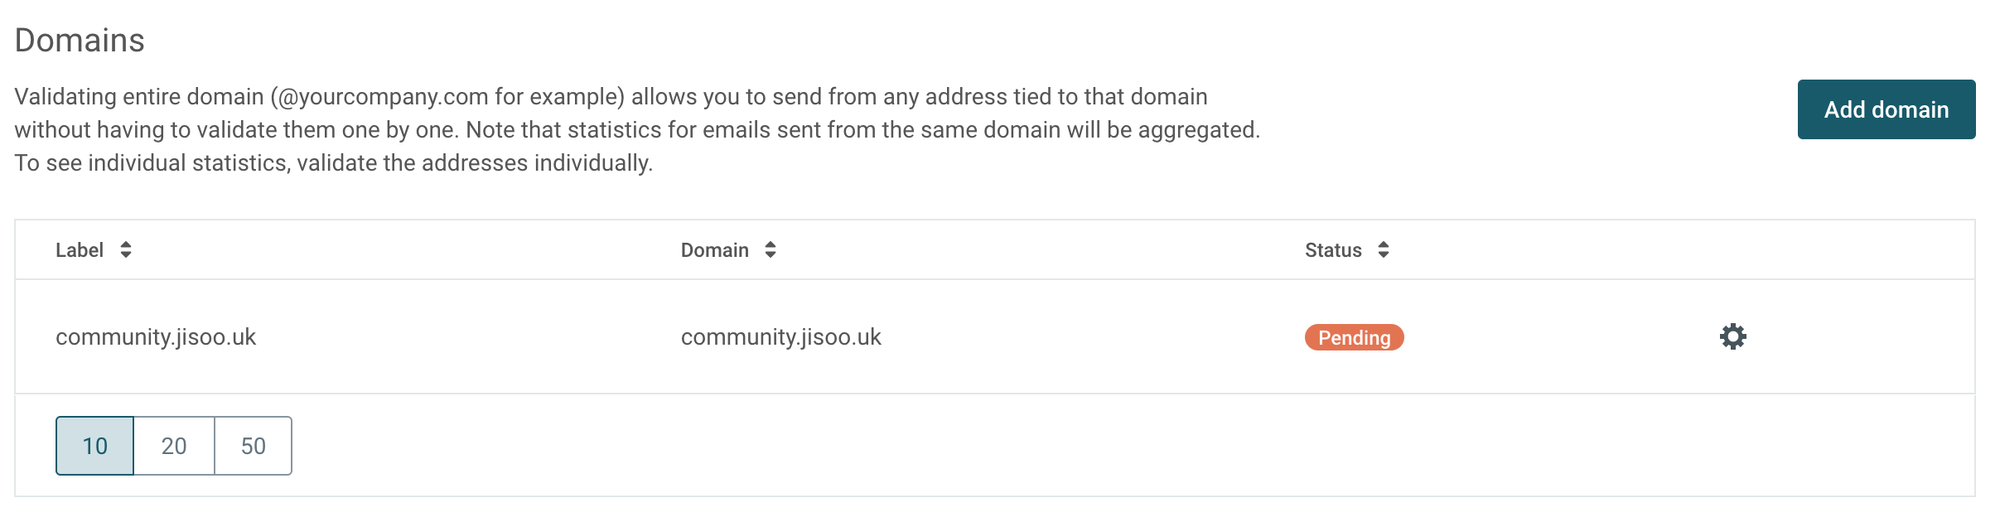 Domains
Validating entire domain (@yourcompany.com for example) allows you to send from any address tied to that domain
without having to validate them one by one. Note that statistics for emails sent from the same domain will be aggregated.
To see individual statistics, validate the addresses individually.
Add domain
Label Domain Status
community.jisoo.uk community.jisoo.uk Pending
10 20 50